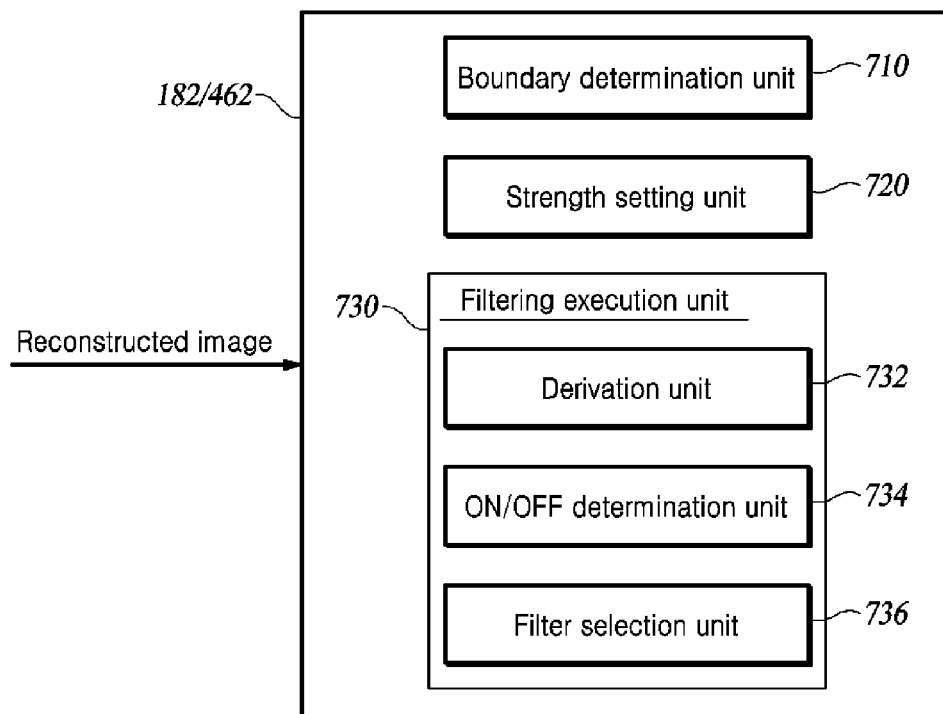 Boundary determination unit
710
182/462
Strength setting unit
720
730
Filtering execution unit
Reconstructed image
Derivation unit
732
ON/OFF determination unit
734
Filter selection unit
736